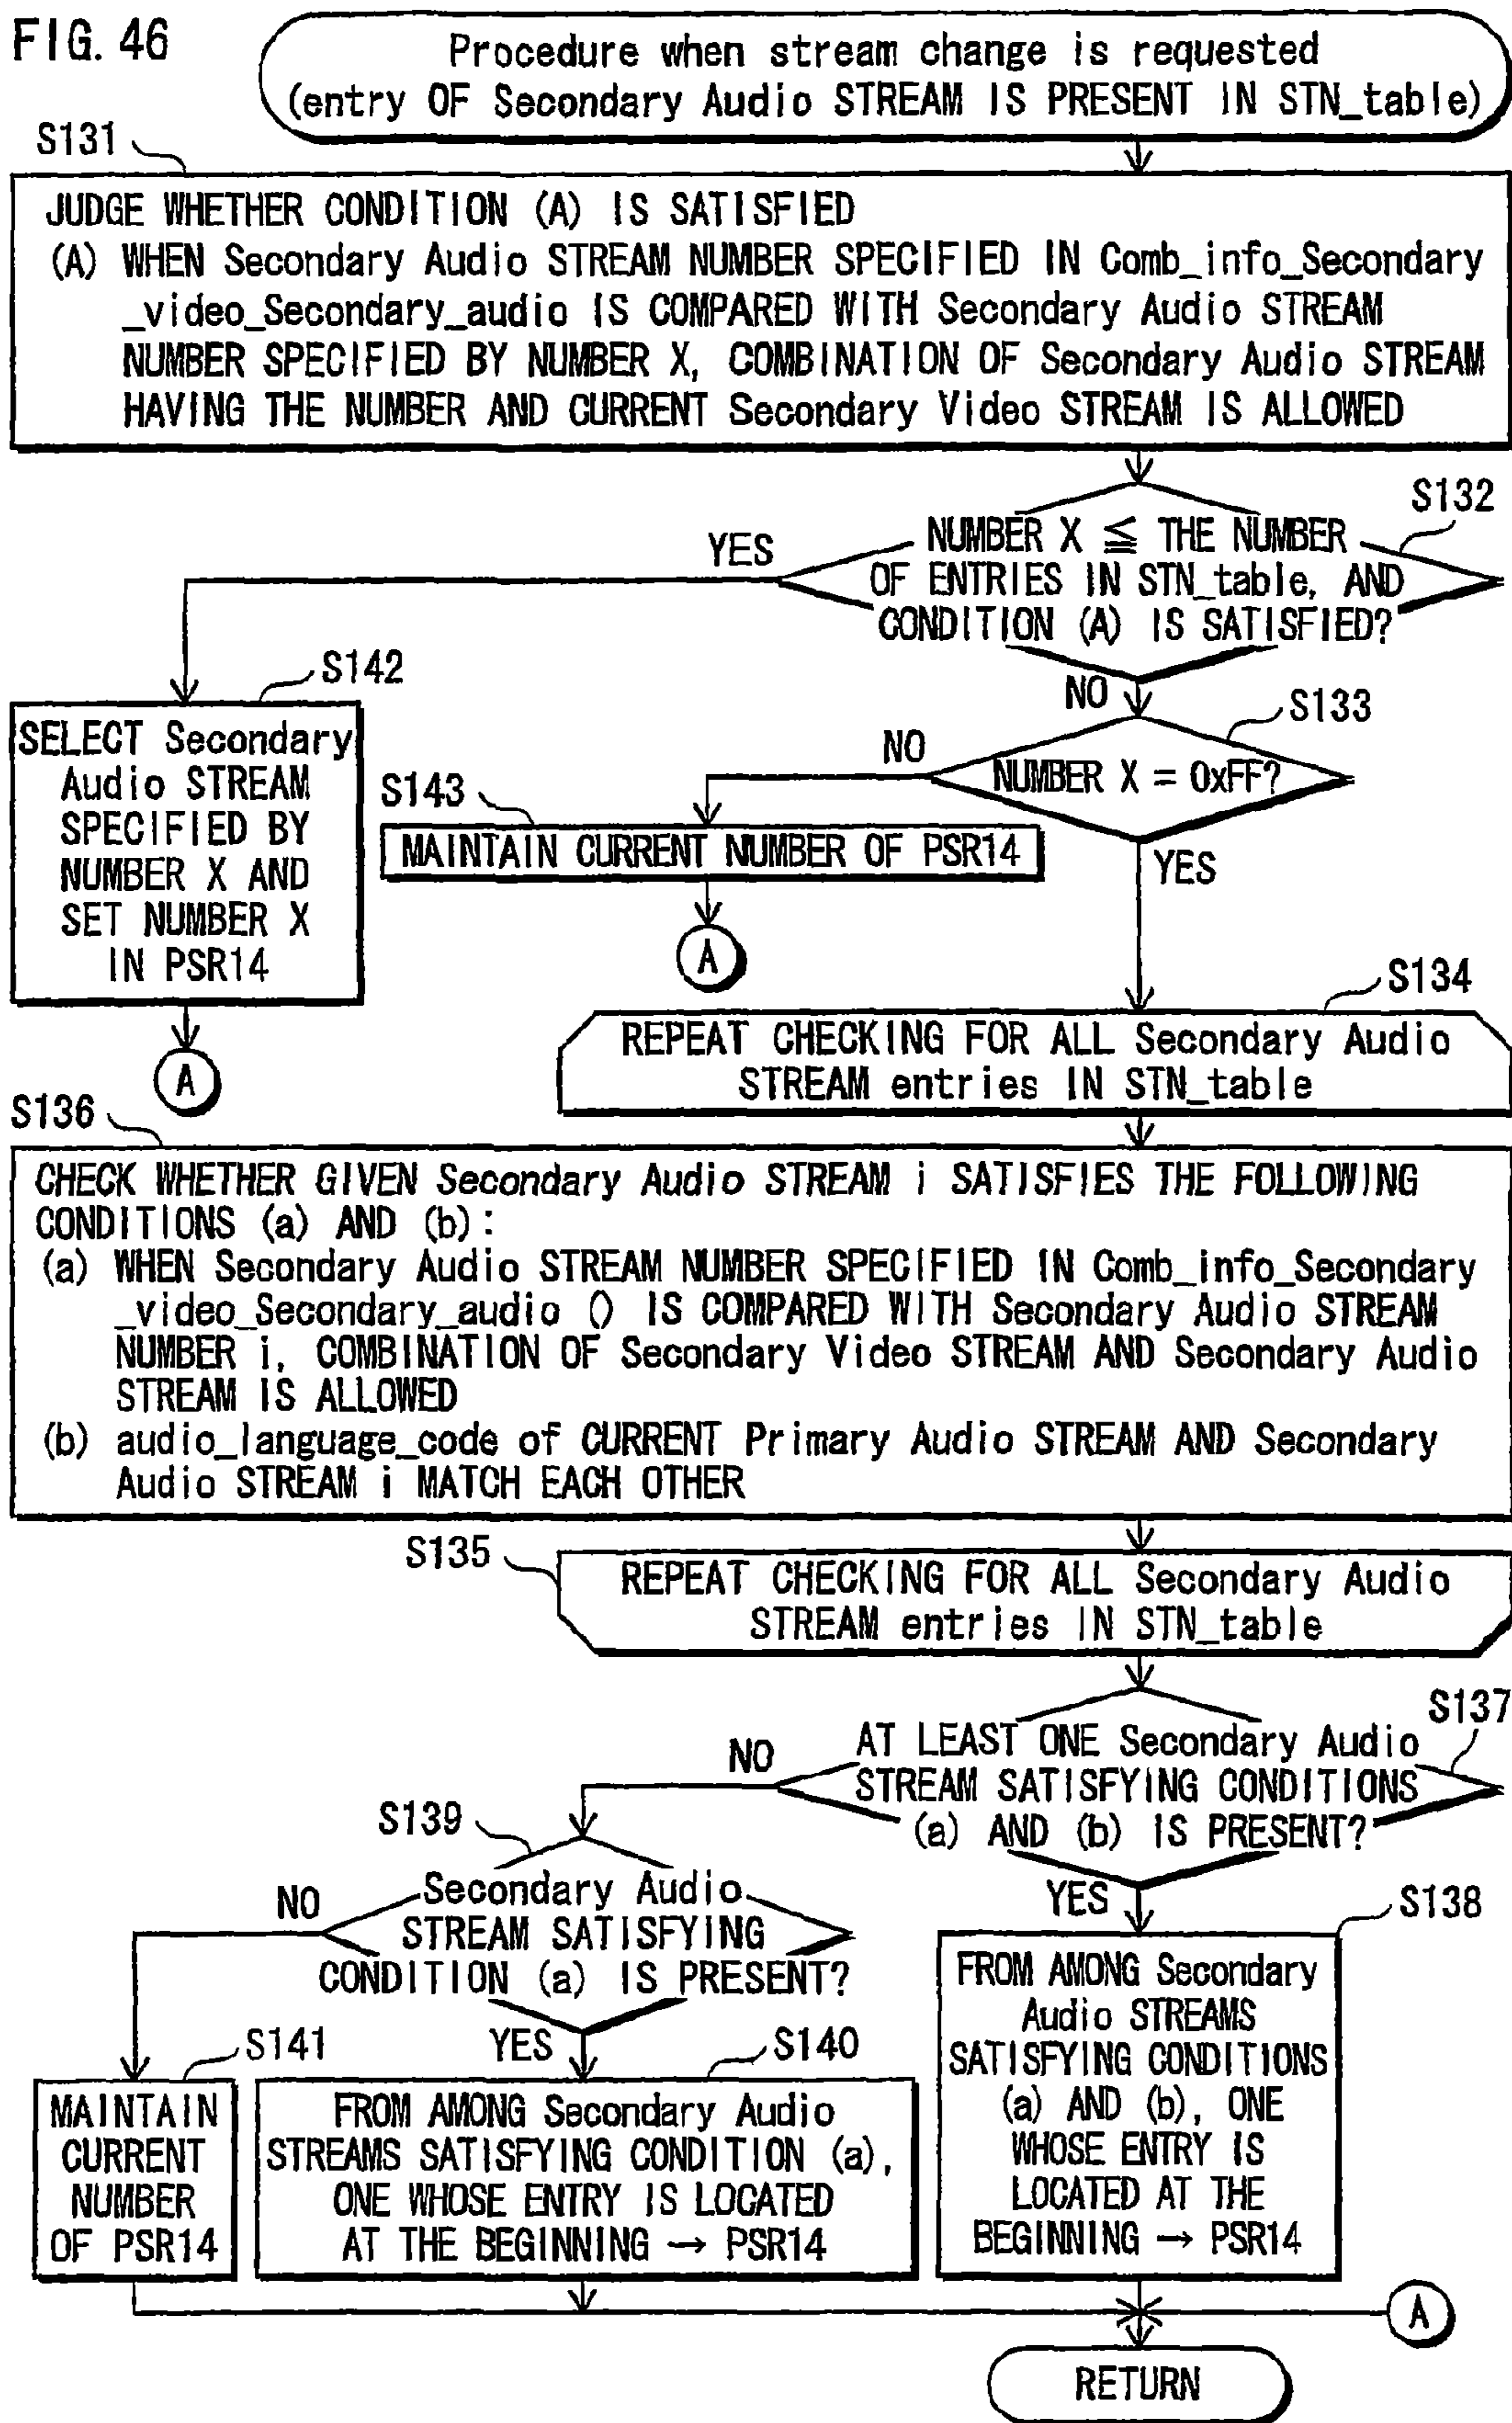 FIG. 46
Procedure when stream change is requested
(entry OF Secondary Audio STREAM IS PRESENT IN STN_table)
S131
JUDGE WHETHER CONDITION (A) IS SATISFIED
(A) WHEN Secondary Audio STREAM NUMBER SPECIFIED IN Comb_info_Secondary
_video_Secondary_audio IS COMPARED WITH Secondary Audio STREAM
NUMBER SPECIFIED BY NUMBER X, COMBINATION OF Secondary Audio STREAM
HAVING THE NUMBER AND CURRENT Secondary Video STREAM IS ALLOWED
S132
NUMBER X ≦ THE NUMBER
OF ENTRIES IN STN_table, AND
CONDITION (A) IS SATISFIED?
YES
NO
S142
SELECT Secondary
Audio STREAM
SPECIFIED BY
NUMBER X AND
SET NUMBER X
IN PSR14
A
S133
NUMBER X = 0xFF?
NO
YES
S143
MAINTAIN CURRENT NUMBER OF PSR14
A
S134
REPEAT CHECKING FOR ALL Secondary Audio
STREAM entries IN STN_table
S136
CHECK WHETHER GIVEN Secondary Audio STREAM i SATISFIES THE FOLLOWING
CONDITIONS (a) AND (b):
(a) WHEN Secondary Audio STREAM NUMBER SPECIFIED IN Comb_info_Secondary
_video_Secondary_audio () IS COMPARED WITH Secondary Audio STREAM
NUMBER i, COMBINATION OF Secondary Video STREAM AND Secondary Audio
STREAM IS ALLOWED
(b) audio_language_code of CURRENT Primary Audio STREAM AND Secondary
Audio STREAM i MATCH EACH OTHER
S135
REPEAT CHECKING FOR ALL Secondary Audio
STREAM entries IN STN_table
S137
AT LEAST ONE Secondary Audio
STREAM SATISFYING CONDITIONS
(a) AND (b) IS PRESENT?
NO
YES
S139
Secondary Audio
STREAM SATISFYING
CONDITION (a) IS PRESENT?
NO
YES
S138
FROM AMONG Secondary
Audio STREAMS
SATISFYING CONDITIONS
(a) AND (b), ONE
WHOSE ENTRY IS
LOCATED AT THE
BEGINNING → PSR14
S141
MAINTAIN
CURRENT
NUMBER
OF PSR14
S140
FROM AMONG Secondary Audio
STREAMS SATISFYING CONDITION (a),
ONE WHOSE ENTRY IS LOCATED
AT THE BEGINNING → PSR14
A
RETURN